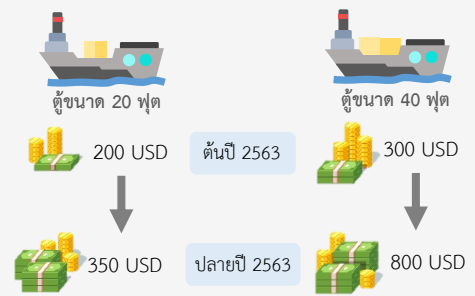 ตู้ขนาด 20 ฟุต
ตู้ขนาด 40 ฟุต
200 USD
ต้นปี 2563
300 USD
350 USD
ปลายปี 2563
800 USD